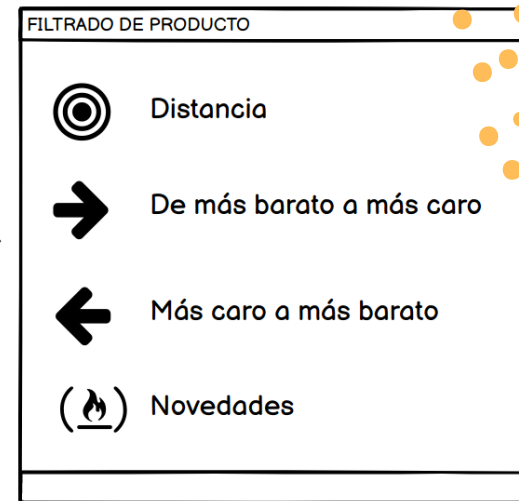 FILTRADO DE PRODUCTO
Distancia
De más barato a más caro
Más caro a más barato
Novedades